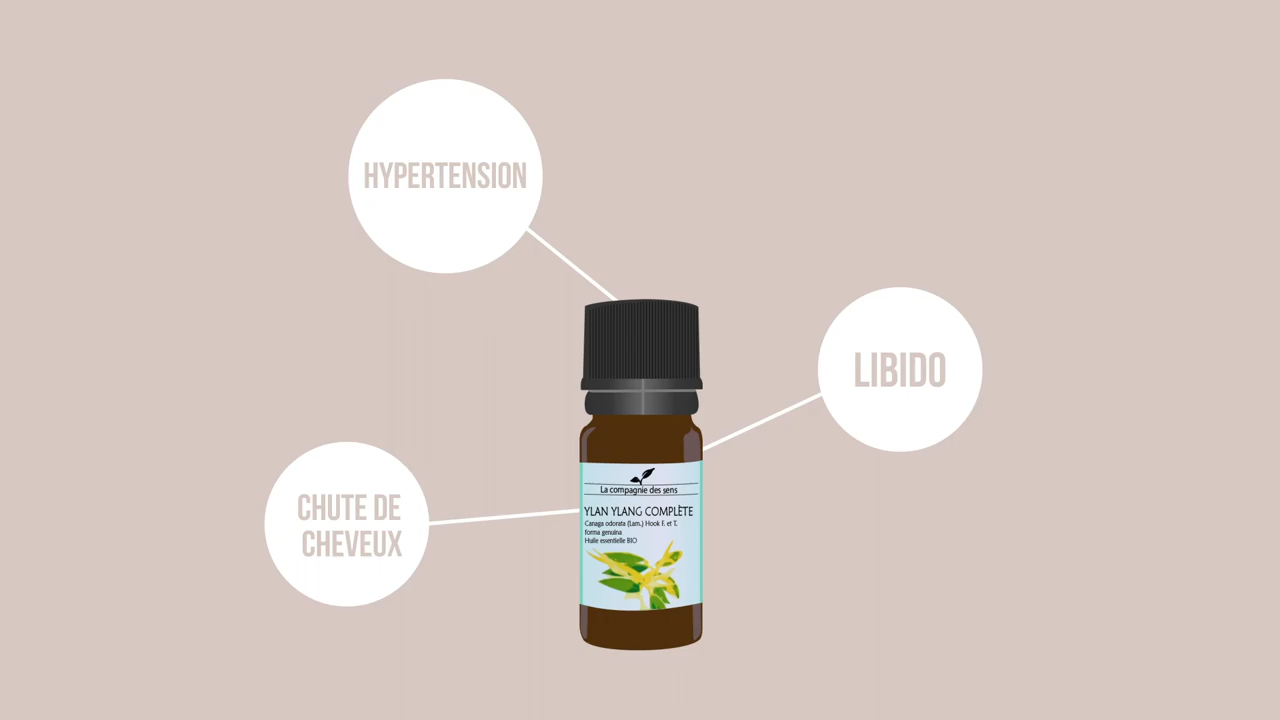 HYPERTENSION
LIBIDO
CHUTE DE
CHEVEUX
La compagnie des sens
YLAN YLANG COMPLÈTE
Canaga odorata (Lam.) Hook F. et T.
forma genuina
Huile essentielle BIO